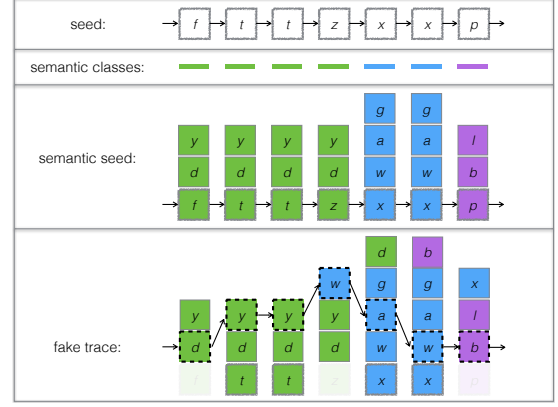 seed: f t t z x x p
semantic classes:
g g
y y y y a a l
semantic seed: d d d d w w b
f t t z x x p
d b
w g g x
y y y y a a l
fake trace: d d d d w w b
t t t z x x p